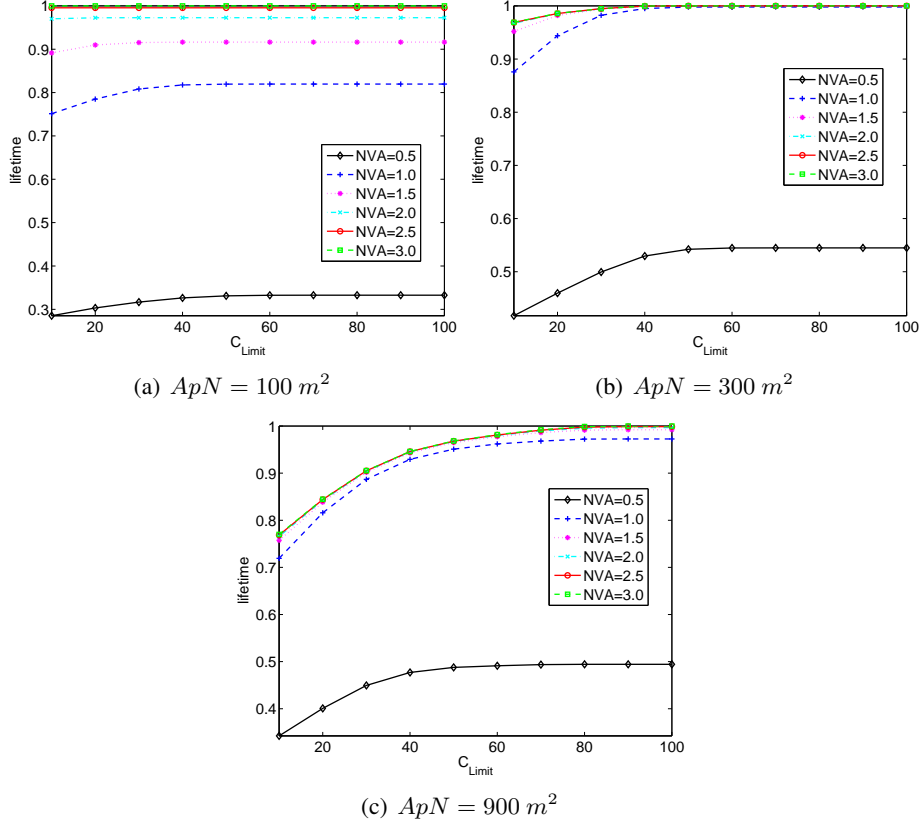 1
0.9
0.8
0.7
0.6
0.5
0.4
0.3
lifetime
20 40 60 80 100
C_Limit
NVA=0.5
NVA=1.0
NVA=1.5
NVA=2.0
NVA=2.5
NVA=3.0
(a) ApN = 100 m²
1
0.9
0.8
0.7
0.6
0.5
lifetime
20 40 60 80 100
C_Limit
NVA=0.5
NVA=1.0
NVA=1.5
NVA=2.0
NVA=2.5
NVA=3.0
(b) ApN = 300 m²
1
0.9
0.8
0.7
0.6
0.5
0.4
lifetime
20 40 60 80 100
C_Limit
NVA=0.5
NVA=1.0
NVA=1.5
NVA=2.0
NVA=2.5
NVA=3.0
(c) ApN = 900 m²